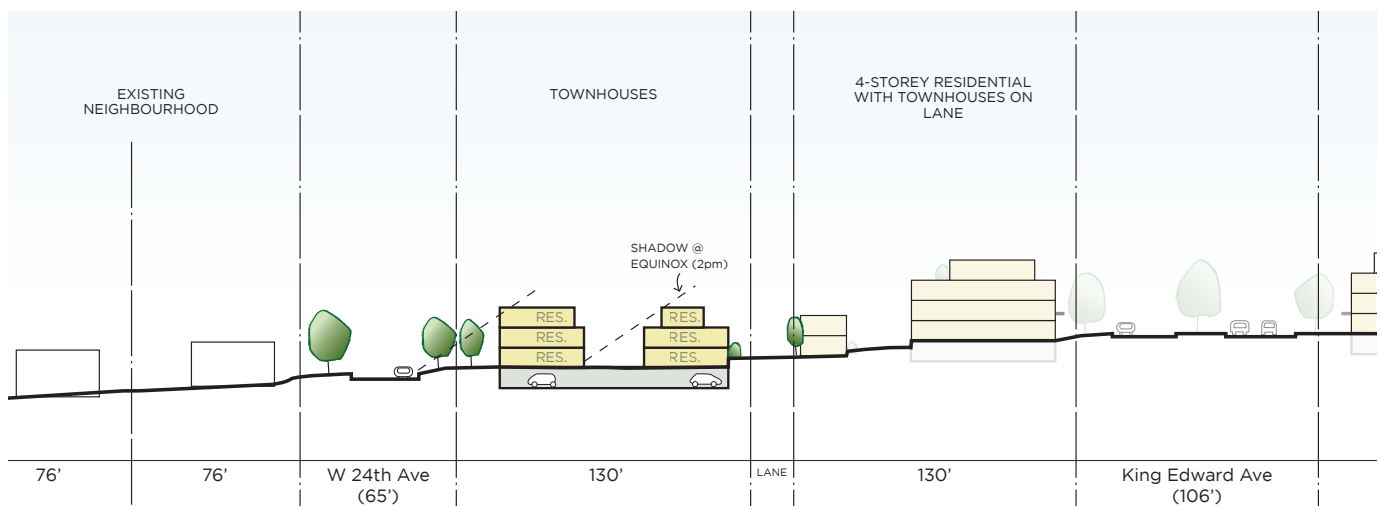 EXISTING
NEIGHBOURHOOD
TOWNHOUSES
4-STOREY RESIDENTIAL
WITH TOWNHOUSES ON
LANE
SHADOW @
EQUINOX (2pm)
RES.
RES.
RES.
RES.
RES.
RES.
76’
76’
W 24th Ave
(65’)
130’
LANE
130’
King Edward Ave
(106’)